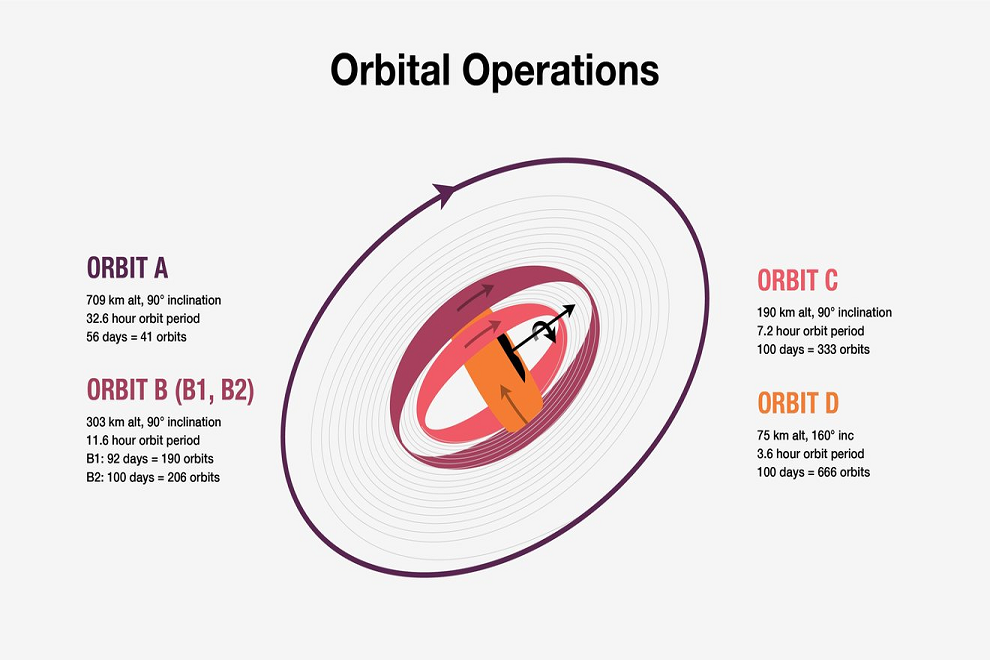 Orbital Operations
ORBIT A
709 km alt, 90° inclination
32.6 hour orbit period
56 days = 41 orbits
ORBIT B (B1, B2)
303 km alt, 90° inclination
11.6 hour orbit period
B1: 92 days = 190 orbits
B2: 100 days = 206 orbits
ORBIT C
190 km alt, 90° inclination
7.2 hour orbit period
100 days = 333 orbits
ORBIT D
75 km alt, 160° inc
3.6 hour orbit period
100 days = 666 orbits